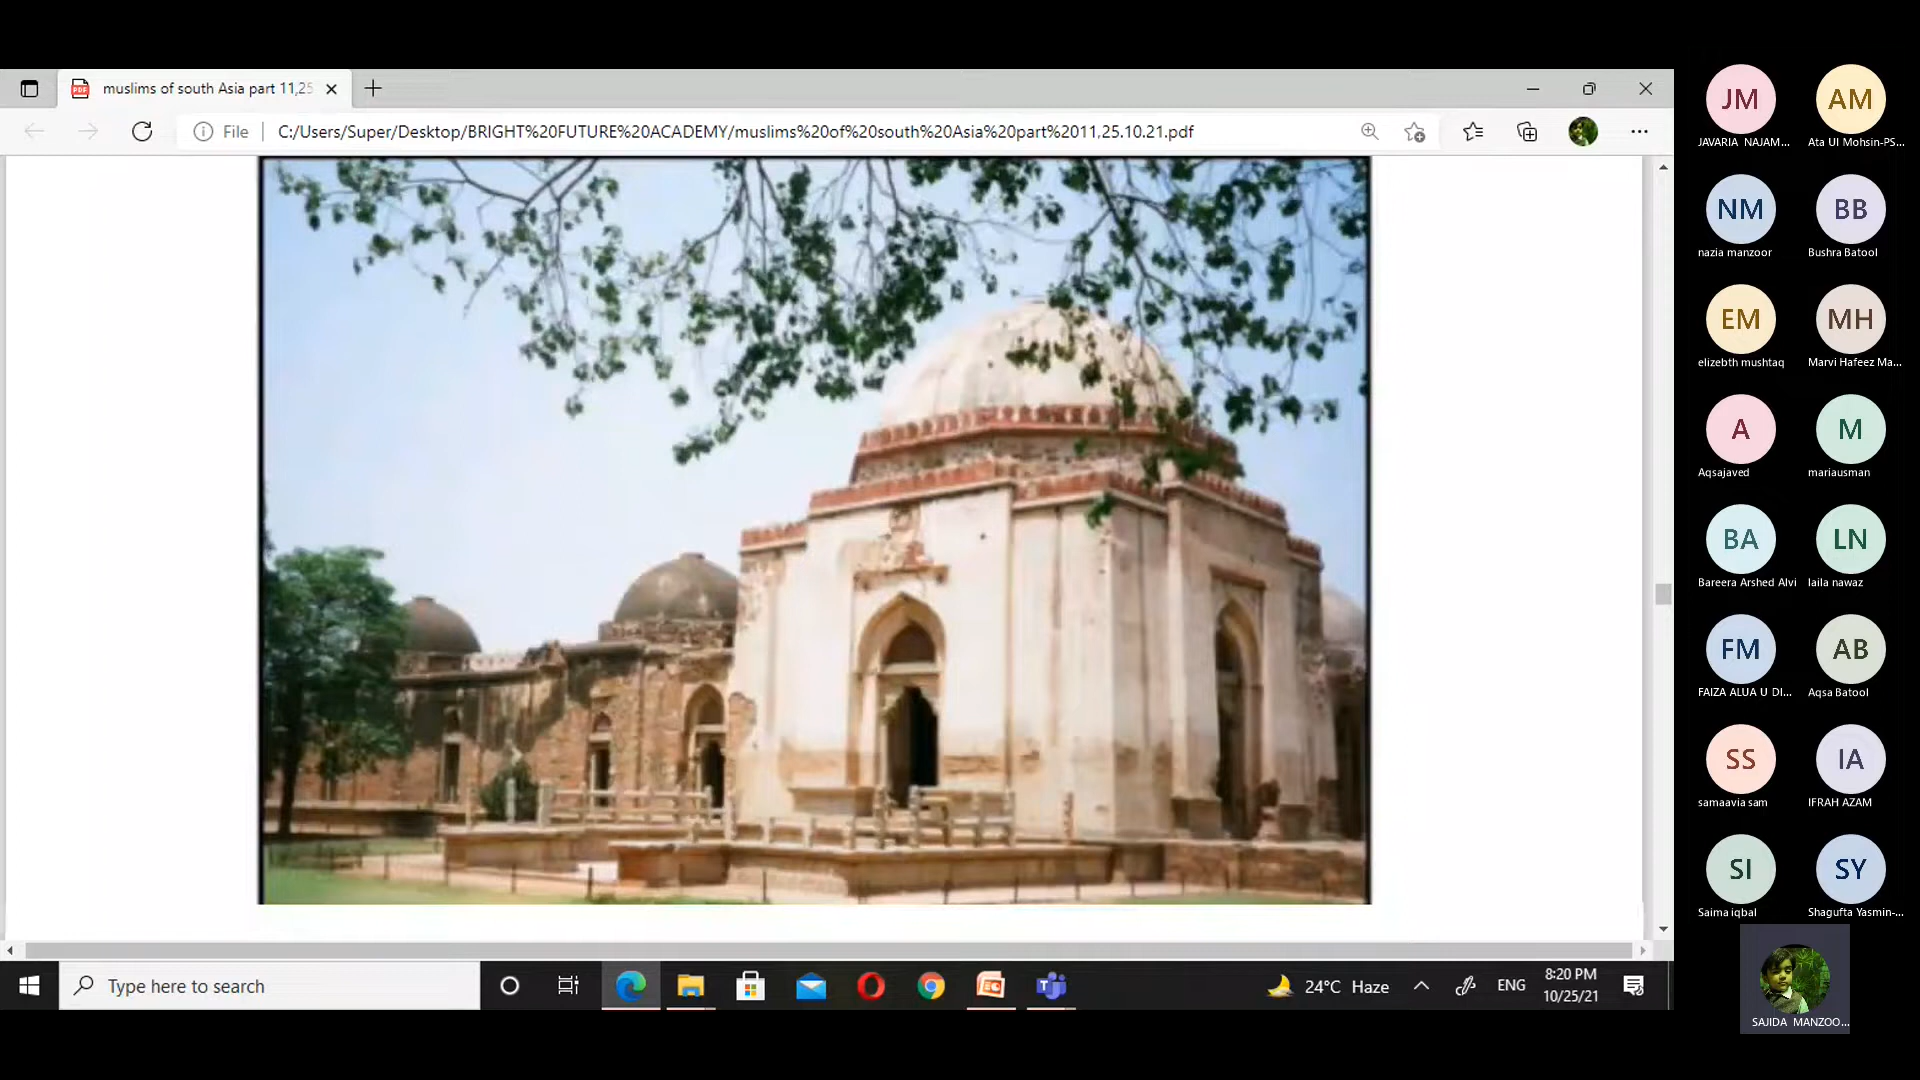 muslims of south Asia part 11,25
File
C:/Users/Super/Desktop/BRIGHT%20FUTURE%20ACADEMY/muslims%20of%20south%20Asia%20part%2011,25.10.21.pdf
JM
AM
JAVARIA NAJAM...
Ata Ul Mohsin-PS...
NM
BB
nazia manzoor
Bushra Batool
EM
MH
elizebth mushtaq
Marvi Hafeez Ma...
A
M
Aqsajaved
mariausman
BA
LN
Bareera Arshed Alvi
laila nawaz
FM
AB
FAIZA ALUA U DI...
Aqsa Batool
SS
IA
samaavia sam
IFRAH AZAM
SI
SY
Saima iqbal
Shagufta Yasmin-...
SAJIDA MANZOO...
Type here to search
24°C Haze
ENG
8:20 PM
10/25/21